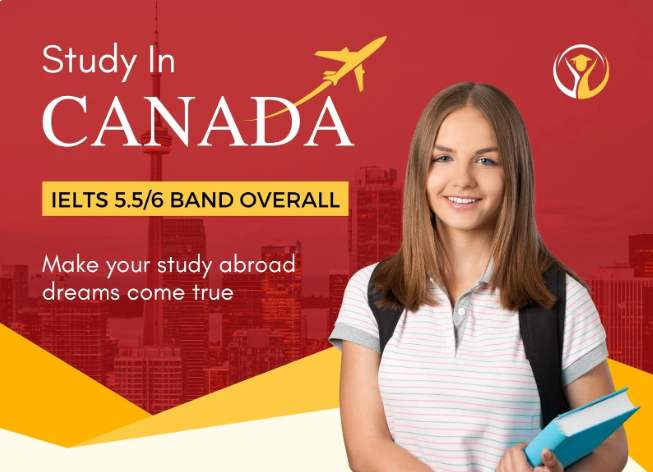 Study In
CANADA
IELTS 5.5/6 BAND OVERALL
Make your study abroad
dreams come true